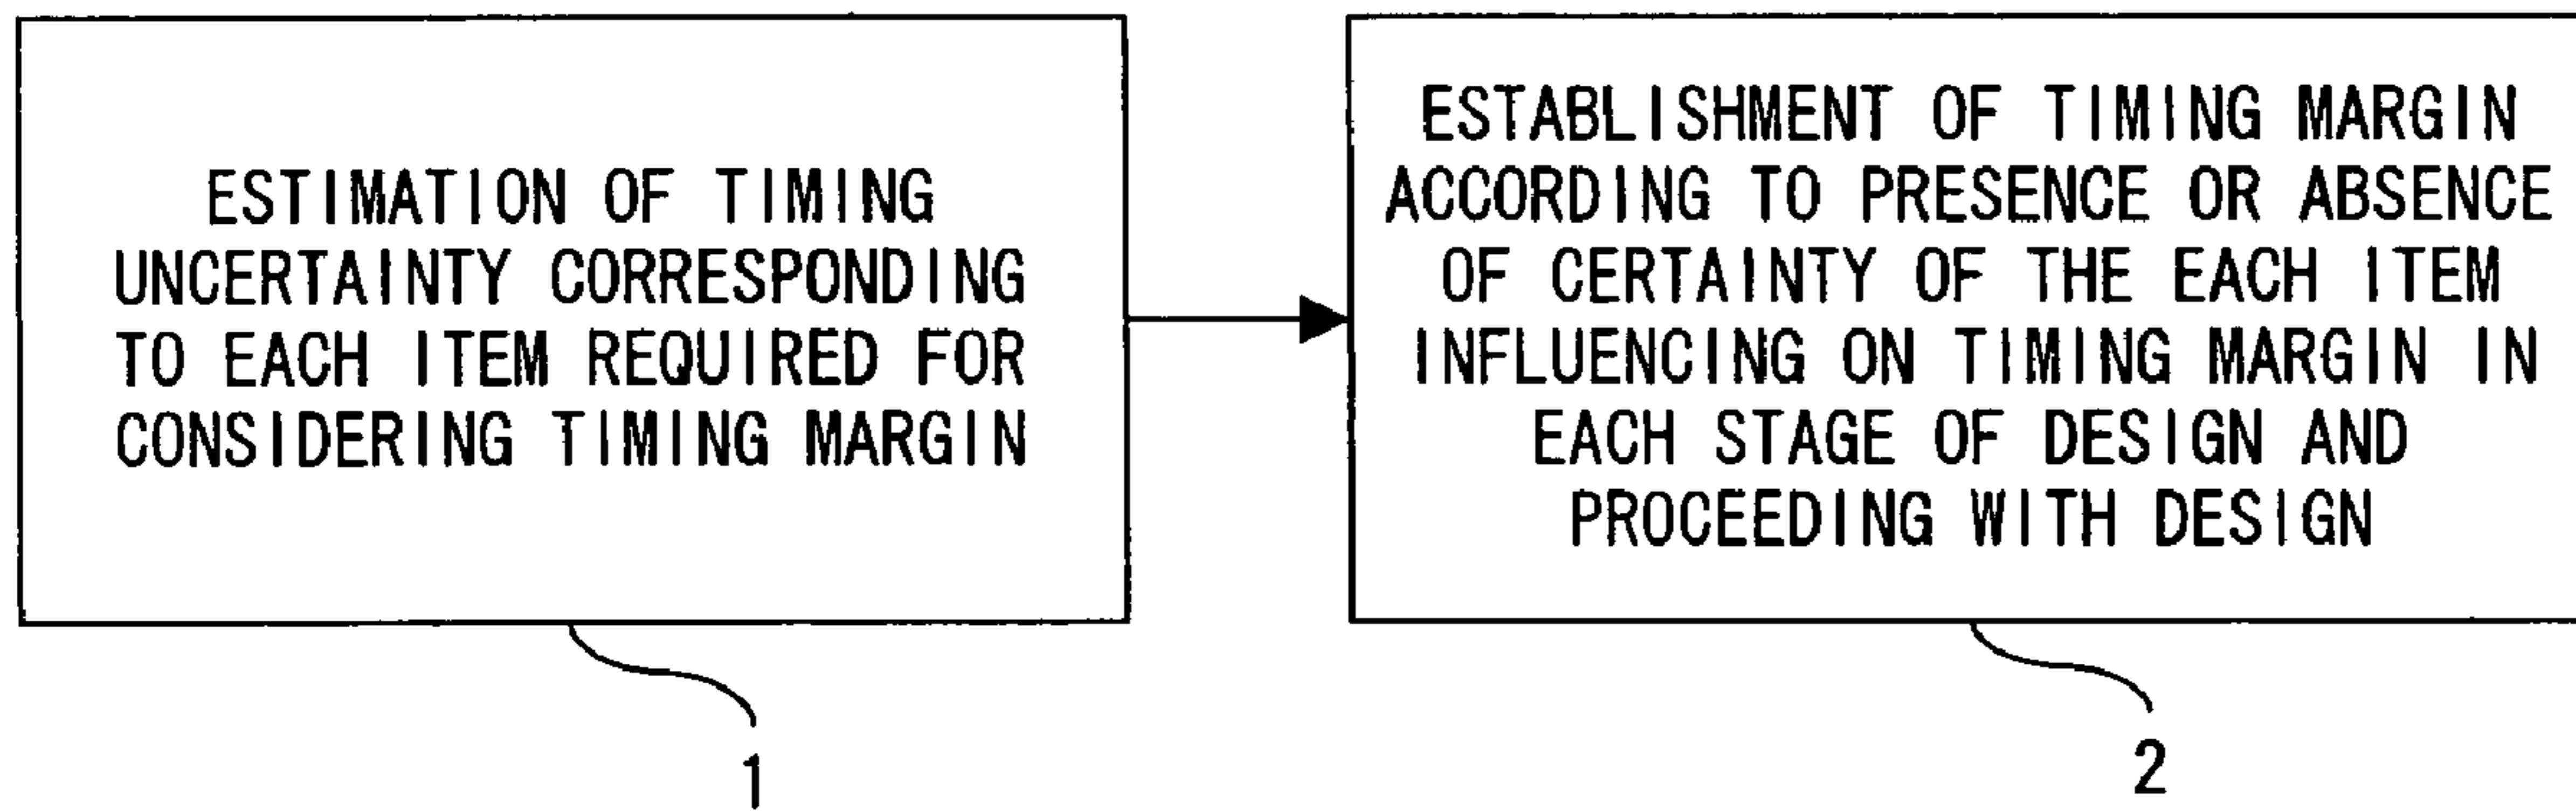 ESTIMATION OF TIMING
UNCERTAINTY CORRESPONDING
TO EACH ITEM REQUIRED FOR
CONSIDERING TIMING MARGIN
ESTABLISHMENT OF TIMING MARGIN
ACCORDING TO PRESENCE OR ABSENCE
OF CERTAINTY OF THE EACH ITEM
INFLUENCING ON TIMING MARGIN IN
EACH STAGE OF DESIGN AND
PROCEEDING WITH DESIGN
1
2